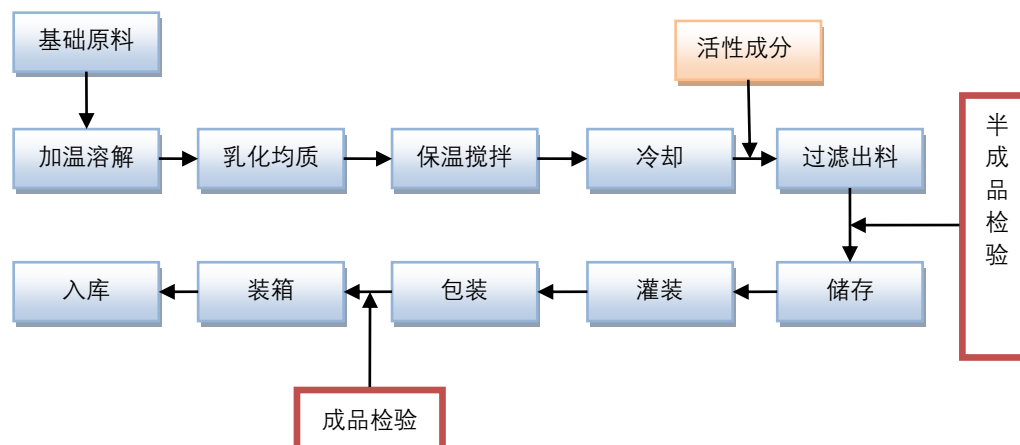 基础原料
活性成分
加温溶解
乳化均质
保温搅拌
冷却
过滤出料
半成品检验
入库
装箱
包装
灌装
储存
成品检验